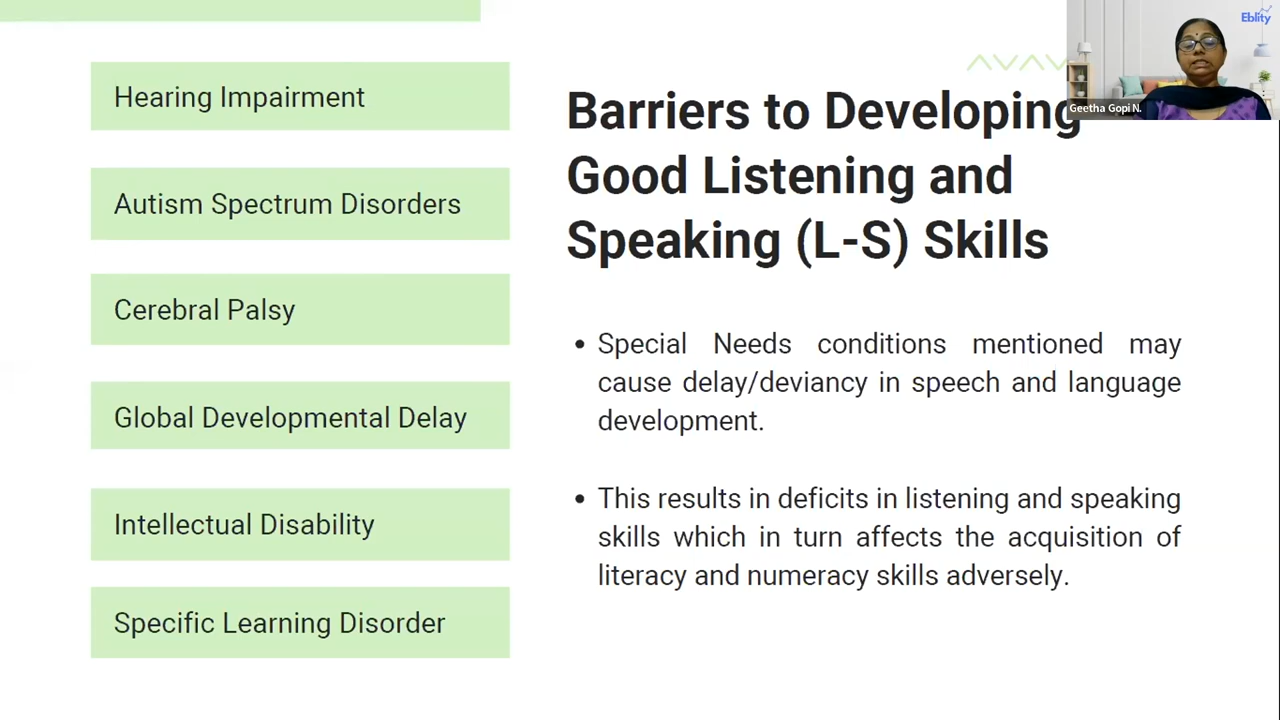 Hearing Impairment
Autism Spectrum Disorders
Cerebral Palsy
Global Developmental Delay
Intellectual Disability
Specific Learning Disorder
Barriers to Developing
Good Listening and
Speaking (L-S) Skills
• Special Needs conditions mentioned may
cause delay/deviancy in speech and language
development.
• This results in deficits in listening and speaking
skills which in turn affects the acquisition of
literacy and numeracy skills adversely.
Eblity
Geetha Gopi N.